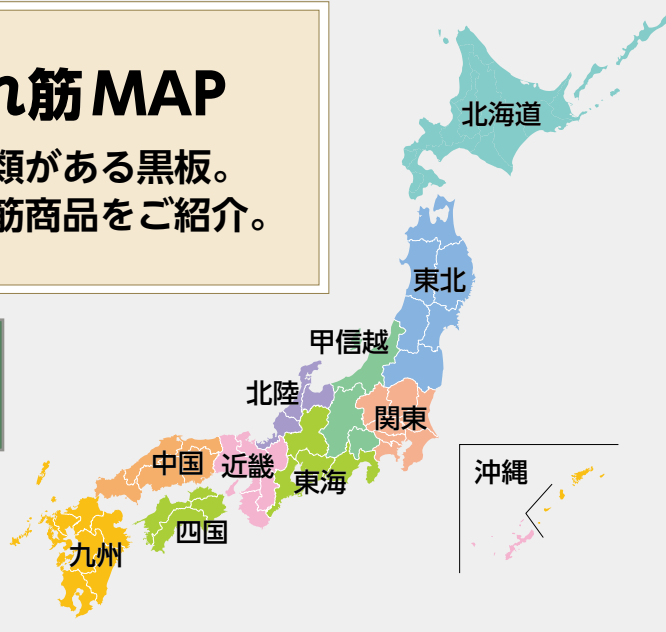 れ筋MAP
類がある黒板。
筋商品をご紹介。
北海道
東北
甲信越
北陸
関東
中国
近畿
東海
沖縄
四国
九州